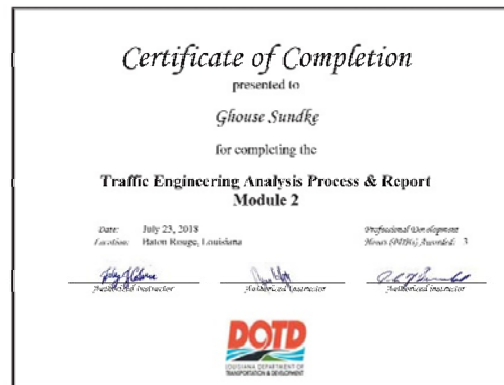 Certificate of Completion
presented to
Ghouse Sundke
for completing the
Traffic Engineering Analysis Process & Report
Module 2
Date: July 23, 2018
Location: Baton Rouge, Louisiana
Professional Development
Hours (PDHs) Awarded: 3
Authorized Instructor
Authorized Instructor
Authorized Instructor
DOTD
LOUISIANA DEPARTMENT OF
TRANSPORTATION & DEVELOPMENT